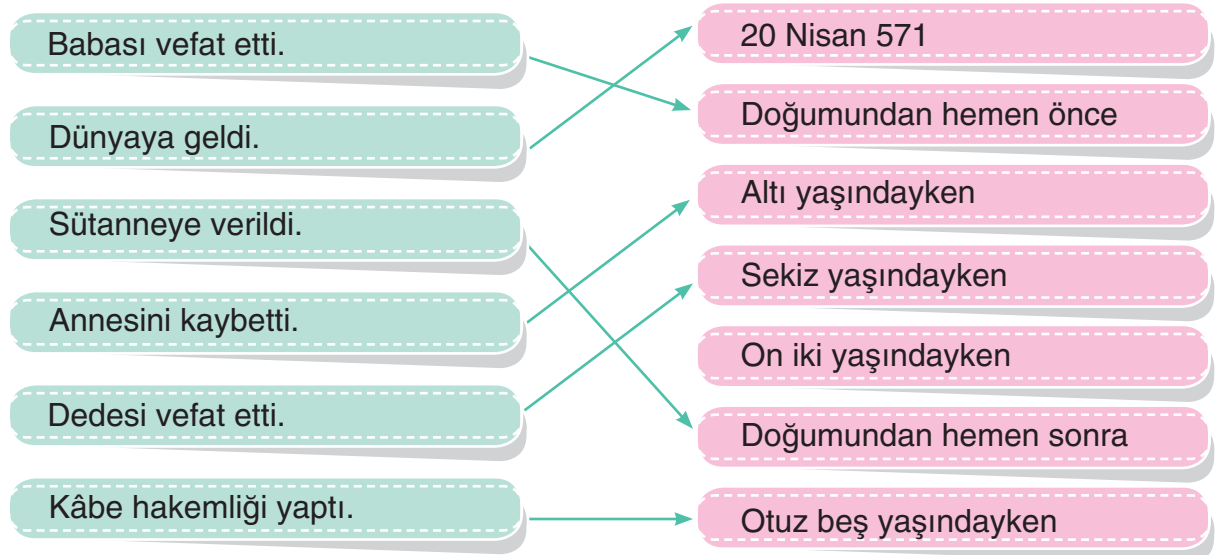 Babası vefat etti.
Dünyaya geldi.
Sütanneye verildi.
Annesini kaybetti.
Dedesi vefat etti.
Kâbe hakemliği yaptı.
20 Nisan 571
Doğumundan hemen önce
Altı yaşındayken
Sekiz yaşındayken
On iki yaşındayken
Doğumundan hemen sonra
Otuz beş yaşındayken